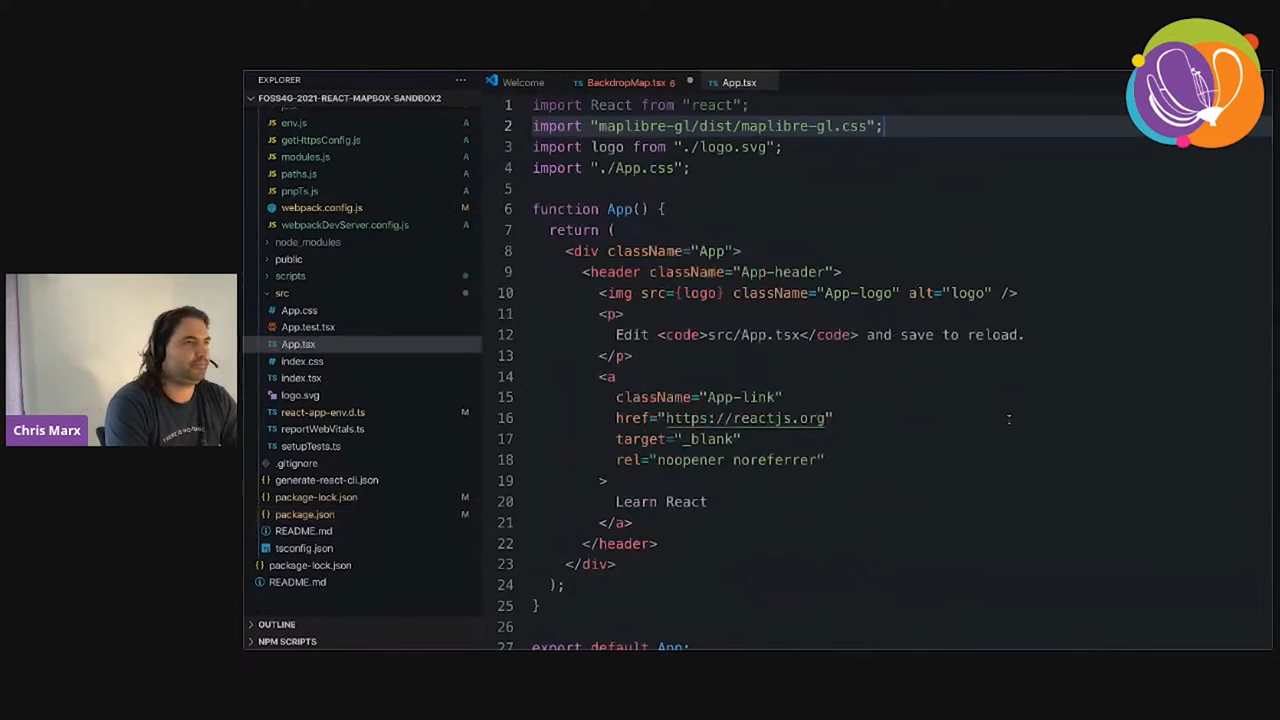 EXPLORER
FOSS4G-2021-REACT-MAPBOX-SANDBOX2
env.js A
getHttpsConfig.js A
modules.js A
paths.js A
pnpTs.js A
webpack.config.js M
webpackDevServer.config.js A
node_modules
public
scripts
src
App.css
App.test.tsx
App.tsx
index.css
index.tsx
logo.svg
react-app-env.d.ts M
reportWebVitals.ts
setupTests.ts
.gitignore
generate-react-cli.json
package-lock.json M
package.json M
README.md
tsconfig.json
package-lock.json
README.md
OUTLINE
NPM SCRIPTS
Welcome
BackdropMap.tsx 6
App.tsx
1 import React from "react";
2 import "maplibre-gl/dist/maplibre-gl.css";
3 import logo from "./logo.svg";
4 import "./App.css";
5
6 function App() {
7 return (
8 <div className="App">
9 <header className="App-header">
10 <img src={logo} className="App-logo" alt="logo" />
11 <p>
12 Edit <code>src/App.tsx</code> and save to reload.
13 </p>
14 <a
15 className="App-link"
16 href="https://reactjs.org"
17 target="_blank"
18 rel="noopener noreferrer"
19 >
20 Learn React
21 </a>
22 </header>
23 </div>
24 );
25 }
26
27 export default App;
Chris Marx